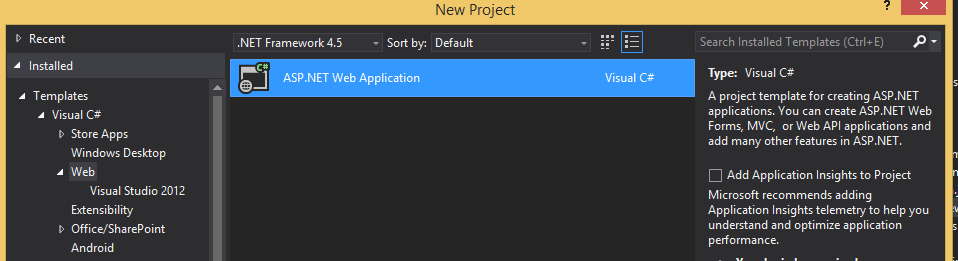 New Project
? ×
Recent
.NET Framework 4.5 Sort by: Default
Search Installed Templates (Ctrl+E)
Installed
Templates
Visual C#
Store Apps
Windows Desktop
Web
Visual Studio 2012
Extensibility
Office/SharePoint
Android
C#
ASP.NET Web Application Visual C#
Type: Visual C#
A project template for creating ASP.NET
applications. You can create ASP.NET Web
Forms, MVC, or Web API applications and
add many other features in ASP.NET.
Add Application Insights to Project
Microsoft recommends adding
Application Insights telemetry to help you
understand and optimize application
performance.